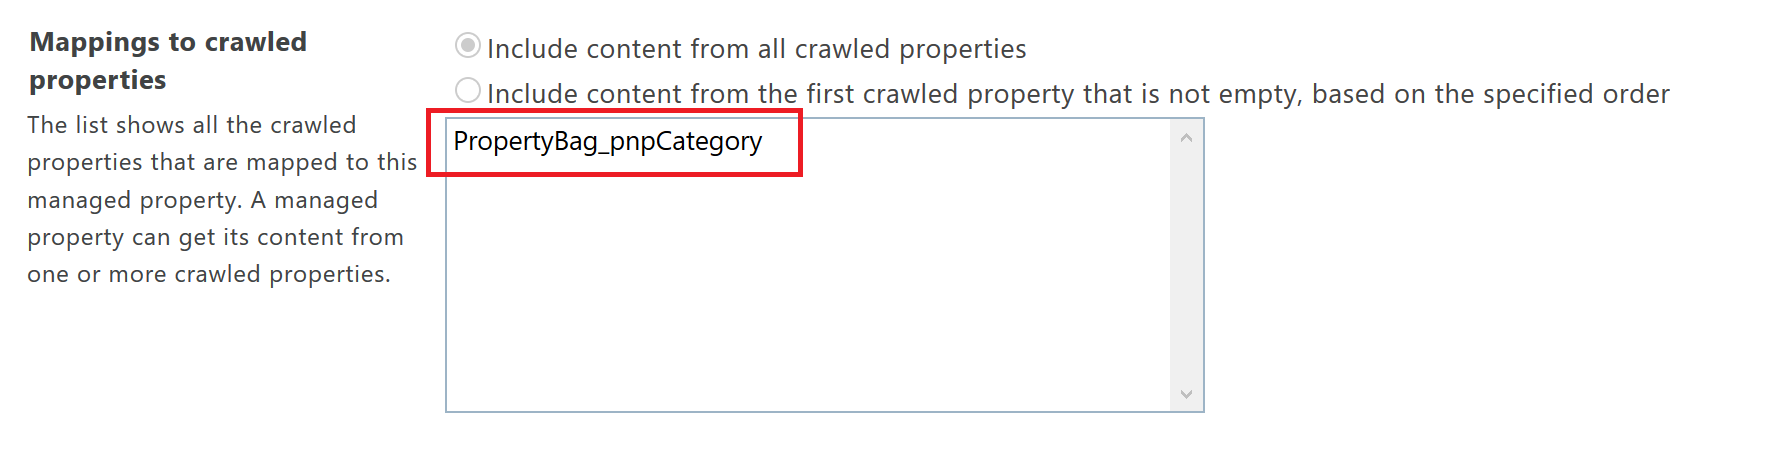 Mappings to crawled
properties
The list shows all the crawled
properties that are mapped to this
managed property. A managed
property can get its content from
one or more crawled properties.
Include content from all crawled properties
Include content from the first crawled property that is not empty, based on the specified order
PropertyBag_pnpCategory